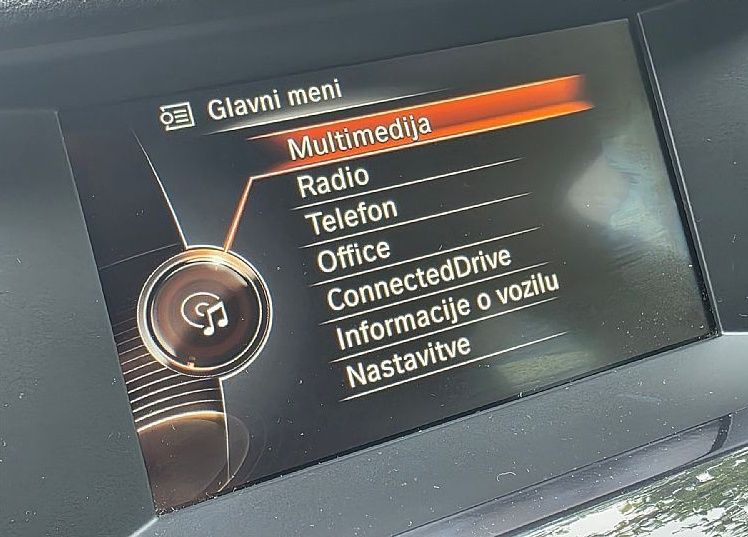 Glavni meni
Multimedija
Radio
Telefon
Office
ConnectedDrive
Informacije o vozilu
Nastavitve